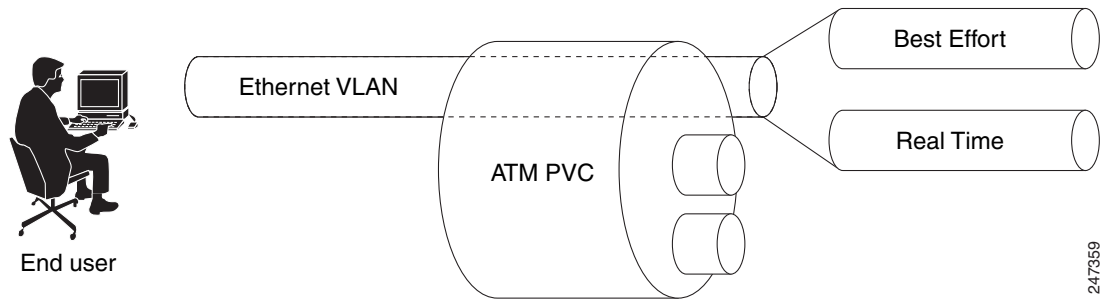 Best Effort
Ethernet VLAN
Real Time
ATM PVC
End user
247359